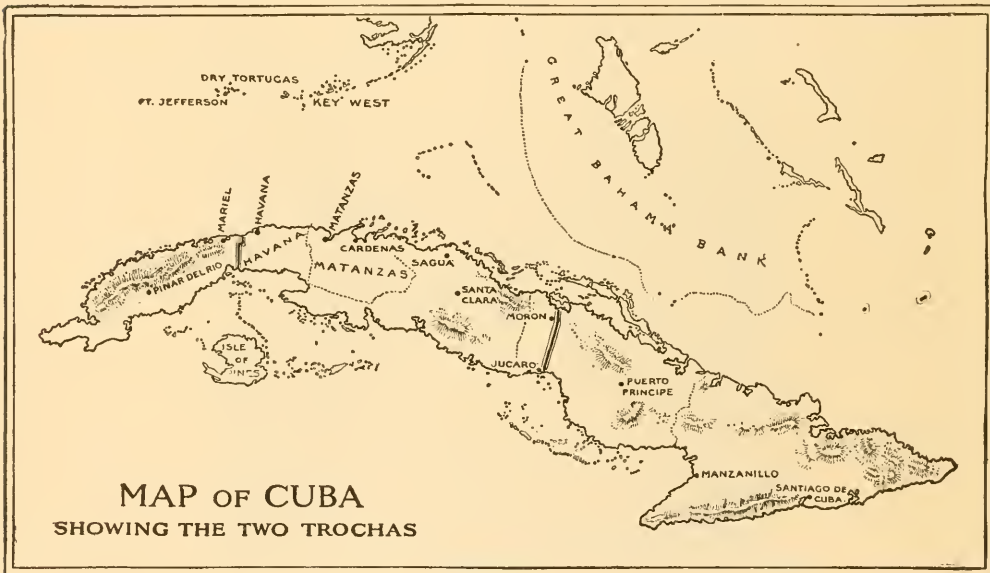 DRY TORTUGAS
FT. JEFFERSON
KEY WEST
GREAT BAHAMA BANK
MARIEL
HAVANA
MATANZAS
HAVANA
CARDENAS
MATANZAS
SAGUA
PINAR DEL RIO
SANTA
CLARA
MORON
ISLE
OF
PINES
JUCARO
PUERTO
PRINCIPE
MANZANILLO
SANTIAGO DE
CUBA
MAP OF CUBA
SHOWING THE TWO TROCHAS